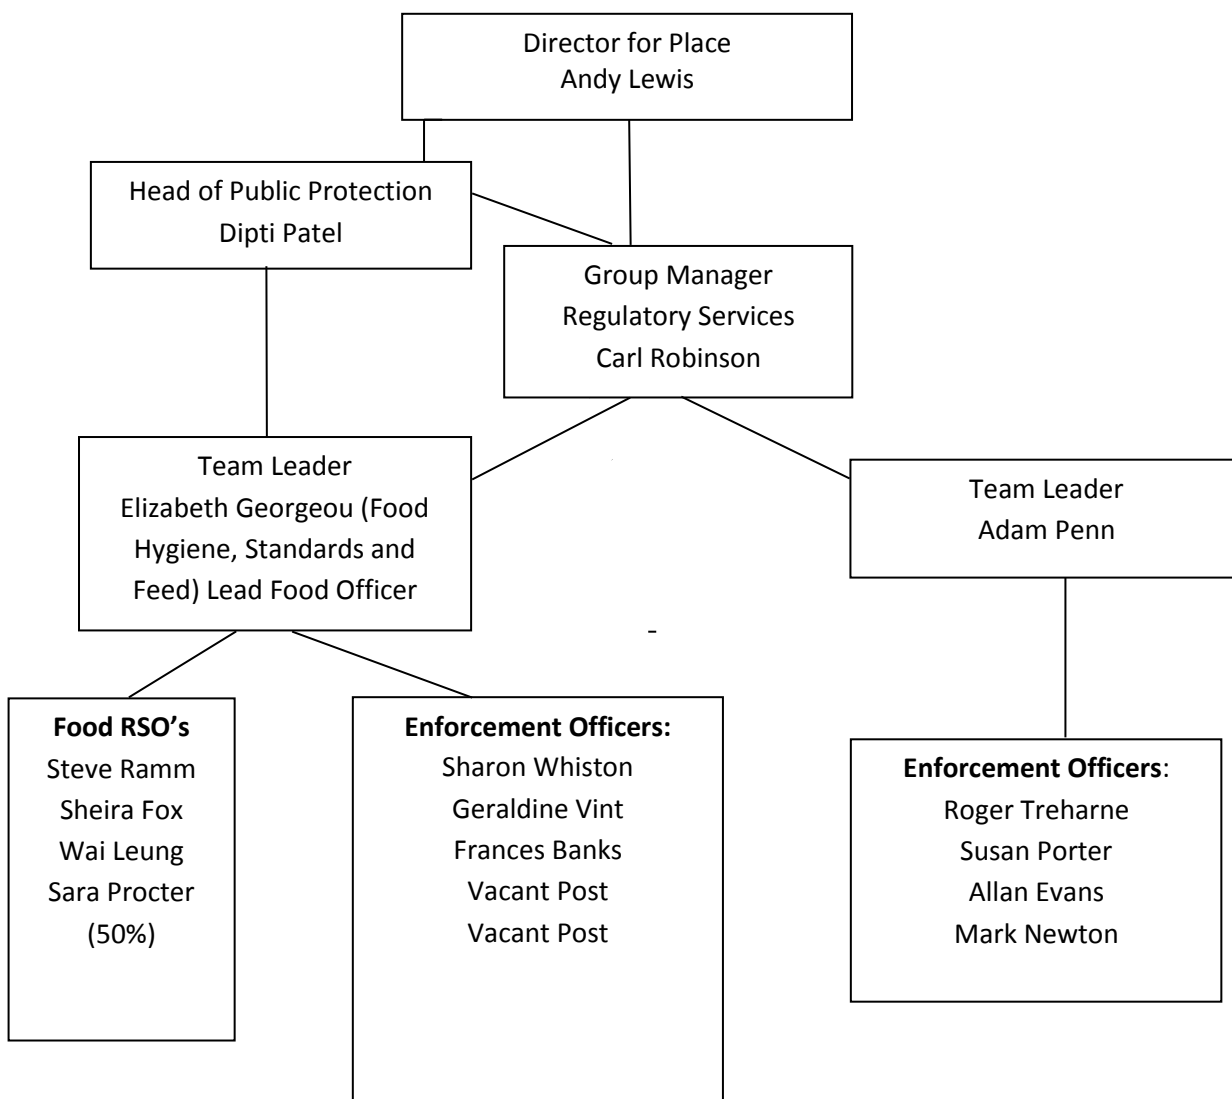 Director for Place
Andy Lewis
Head of Public Protection
Dipti Patel
Group Manager
Regulatory Services
Carl Robinson
Team Leader
Elizabeth Georgeou (Food
Hygiene, Standards and
Feed) Lead Food Officer
Team Leader
Adam Penn
-
Food RSO’s
Steve Ramm
Sheira Fox
Wai Leung
Sara Procter
(50%)
Enforcement Officers:
Sharon Whiston
Geraldine Vint
Frances Banks
Vacant Post
Vacant Post
Enforcement Officers:
Roger Treharne
Susan Porter
Allan Evans
Mark Newton